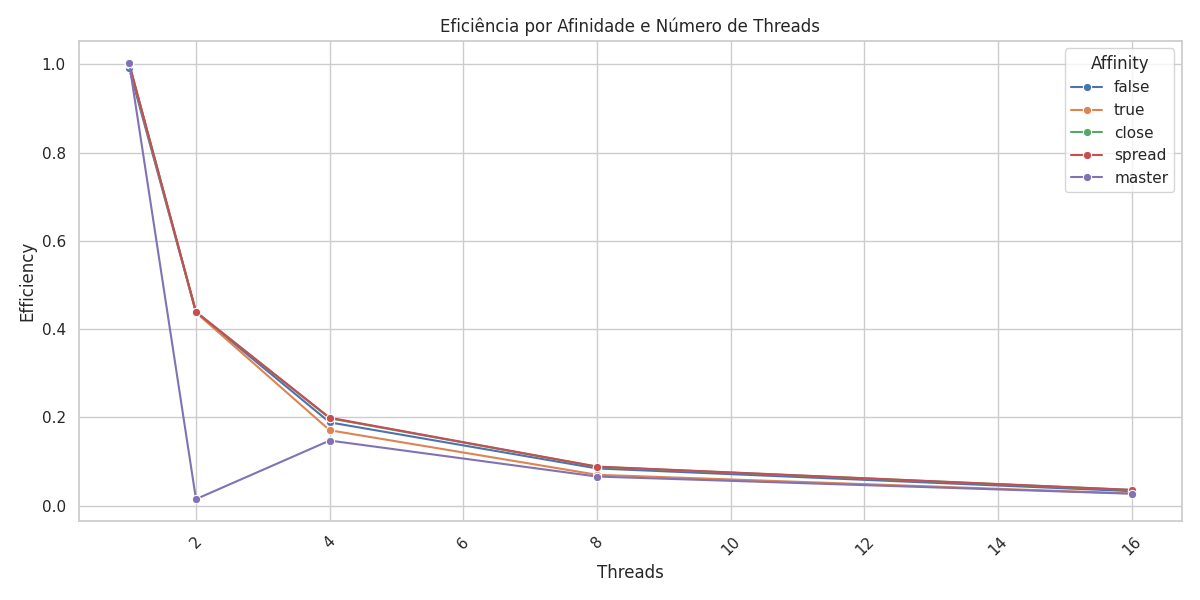 Eficiência por Afinidade e Número de Threads
Affinity
false
true
close
spread
master
Efficiency
1.0
0.8
0.6
0.4
0.2
0.0
2
4
6
8
10
12
14
16
Threads